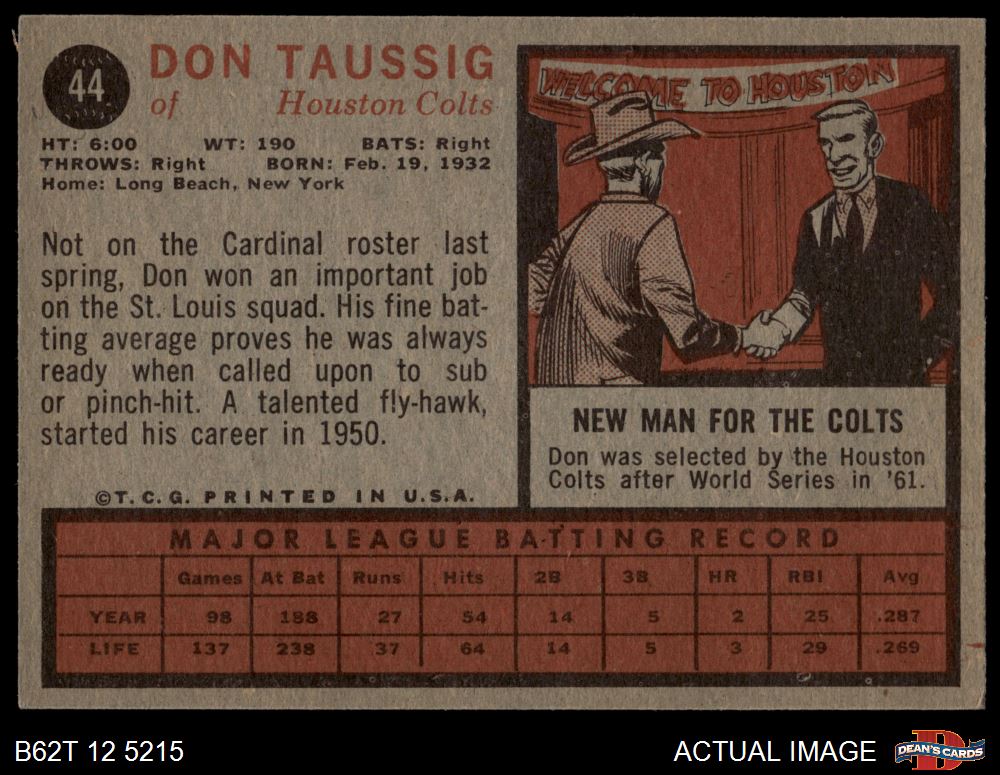 44
DON TAUSSIG
of Houston Colts
HT: 6:00 WT: 190 BATS: Right
THROWS: Right BORN: Feb. 19, 1932
Home: Long Beach, New York
Not on the Cardinal roster last
spring, Don won an important job
on the St. Louis squad. His fine bat-
ting average proves he was always
ready when called upon to sub
or pinch-hit. A talented fly-hawk,
started his career in 1950.
©T.C.G. PRINTED IN U.S.A.
WELCOME TO HOUSTON
NEW MAN FOR THE COLTS
Don was selected by the Houston
Colts after World Series in '61.
MAJOR LEAGUE BATTING RECORD
Games At Bat Runs Hits 2B 3B HR RBI Avg
YEAR 98 188 27 54 14 5 2 25 .287
LIFE 137 238 37 64 14 5 3 29 .269
B62T 12 5215
ACTUAL IMAGE
DEAN'S CARDS